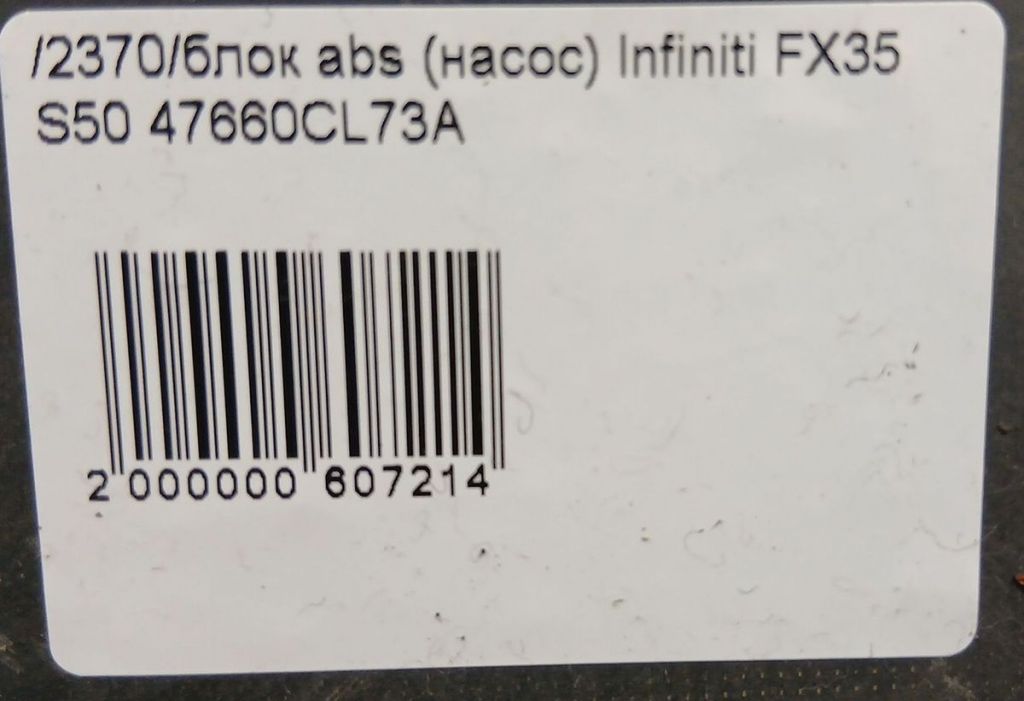 /2370/блок abs (насос) Infiniti FX35
S50 47660CL73A
2 000000 607214